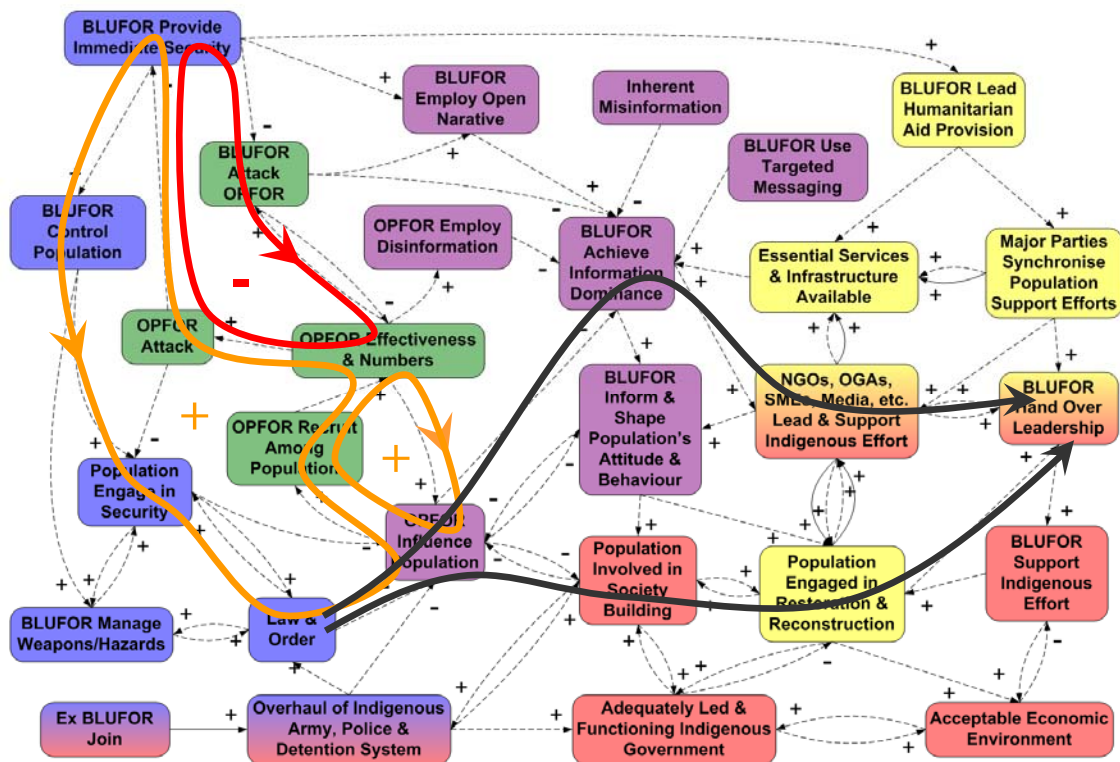 BLUFOR Provide
Immediate Security
BLUFOR
Employ Open
Narative
Inherent
Misinformation
BLUFOR Lead
Humanitarian
Aid Provision
BLUFOR
Attack
OPFOR
BLUFOR Use
Targeted
Messaging
BLUFOR
Control
Population
OPFOR Employ
Disinformation
BLUFOR
Achieve
Information
Dominance
Essential Services
& Infrastructure
Available
Major Parties
Synchronise
Population
Support Efforts
OPFOR
Attack
OPFOR Effectiveness
& Numbers
BLUFOR
Inform &
Shape
Population's
Attitude &
Behaviour
NGOs, OGAs,
SMEs, Media, etc.
Lead & Support
Indigenous Effort
BLUFOR
Hand Over
Leadership
OPFOR Recruit
Among
Population
Population
Engage in
Security
OPFOR
Influence
Population
Population
Involved in
Society
Building
Population
Engaged in
Restoration &
Reconstruction
BLUFOR
Support
Indigenous
Effort
BLUFOR Manage
Weapons/Hazards
Law &
Order
Ex BLUFOR
Join
Overhaul of Indigenous
Army, Police &
Detention System
Adequately Led &
Functioning Indigenous
Government
Acceptable Economic
Environment